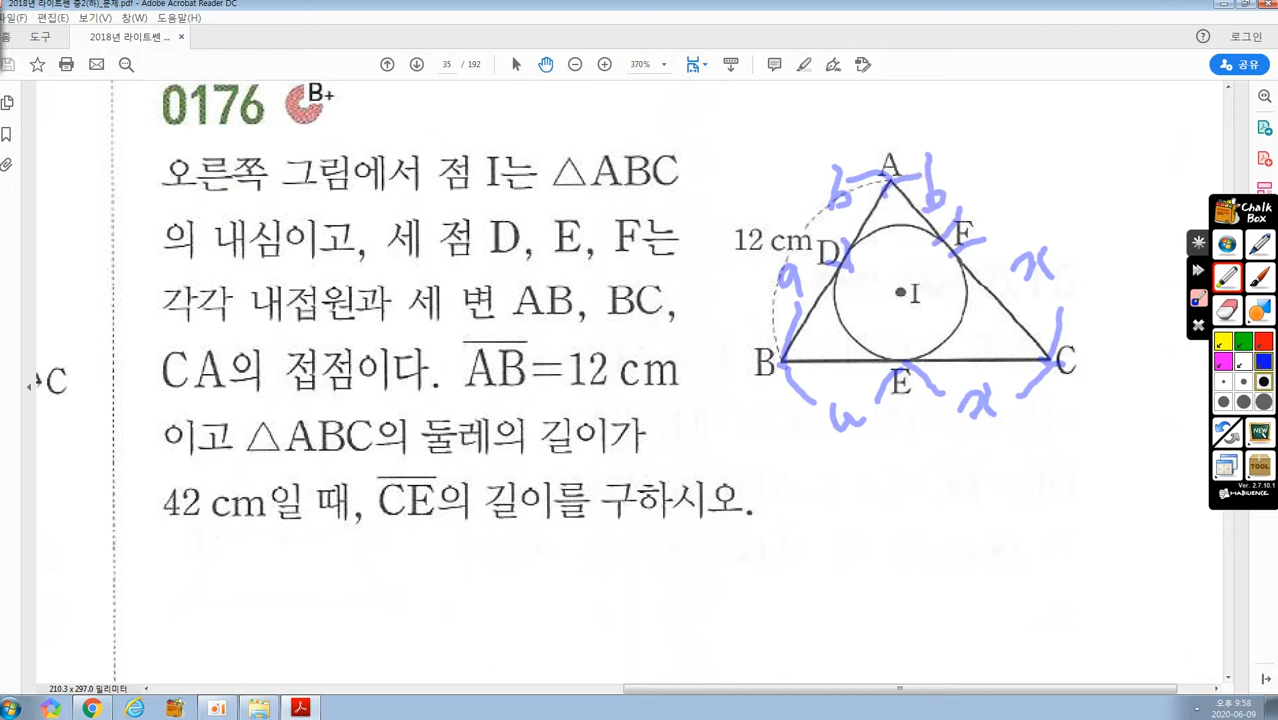 2018년 라이트쎈 중2(하)_문제.pdf - Adobe Acrobat Reader DC
파일(F) 편집(E) 보기(V) 창(W) 도움말(H)
홈 도구 2018년 라이트쎈 ... × 로그인
35 / 192 370% 공유
0176 B+
오른쪽 그림에서 점 I는 △ABC
의 내심이고, 세 점 D, E, F는
각각 내접원과 세 변 AB, BC,
CA의 접점이다. AB=12 cm
이고 △ABC의 둘레의 길이가
42 cm일 때, CE의 길이를 구하시오.
C
A
b b
12 cm D F
a x
I
B E C
a x
Chalk Box
NEW
TOOL
Ver. 2.7.10.1
MABILIENCE
210.3 x 297.0 밀리미터
오후 9:58
2020-06-09